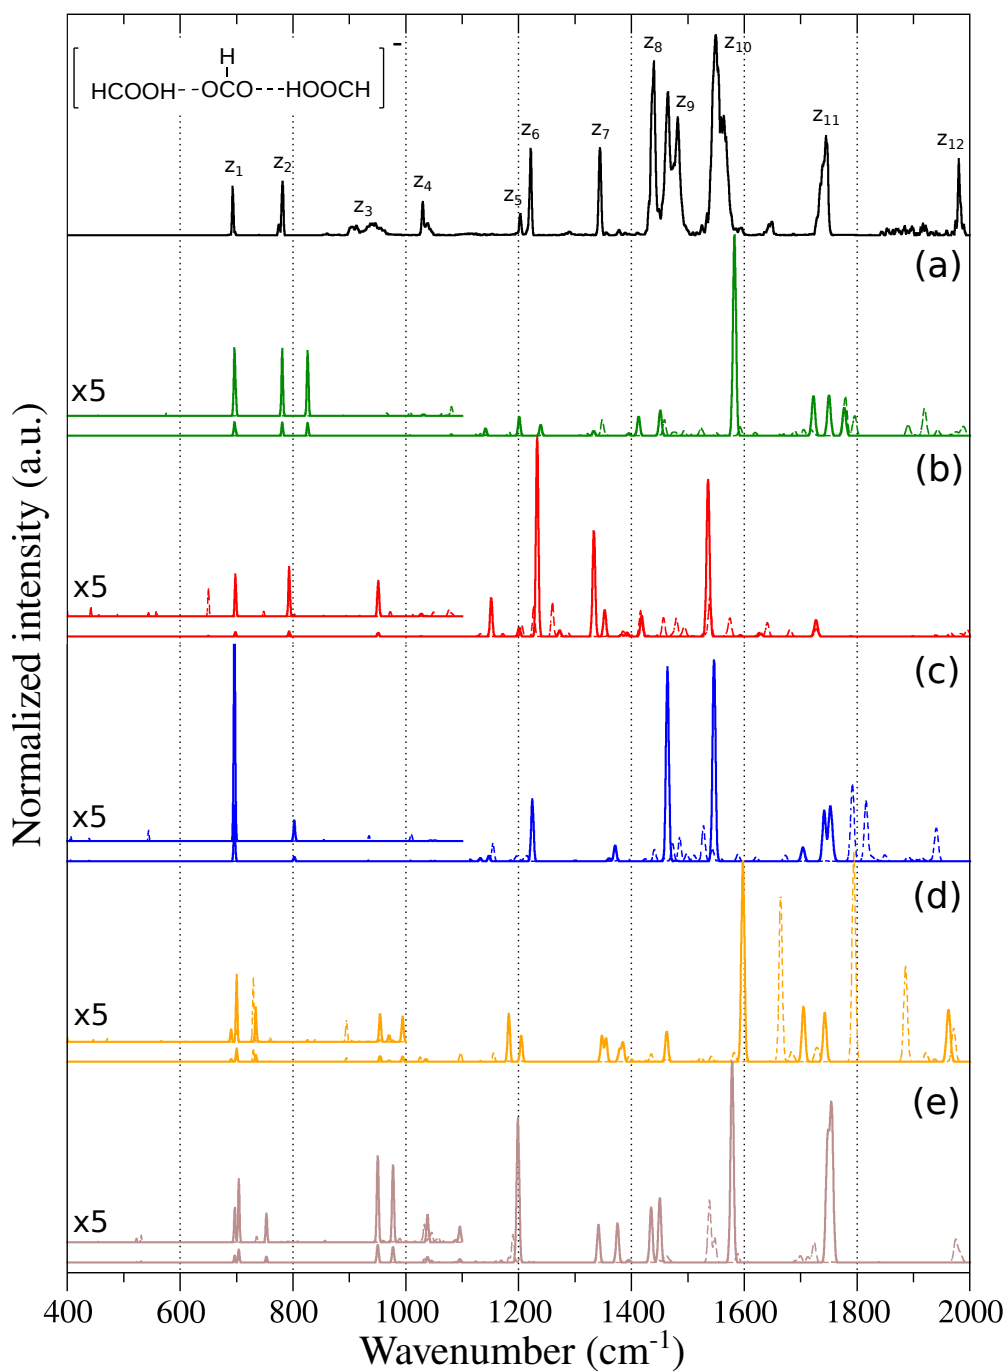 H
HCOOH--OCO---HOOCH
-
z1
z2
z3
z4
z5
z6
z7
z8
z9
z10
z11
z12
(a)
x5
(b)
x5
(c)
x5
(d)
x5
(e)
x5
Normalized intensity (a.u.)
400 600 800 1000 1200 1400 1600 1800 2000
Wavenumber (cm-1)